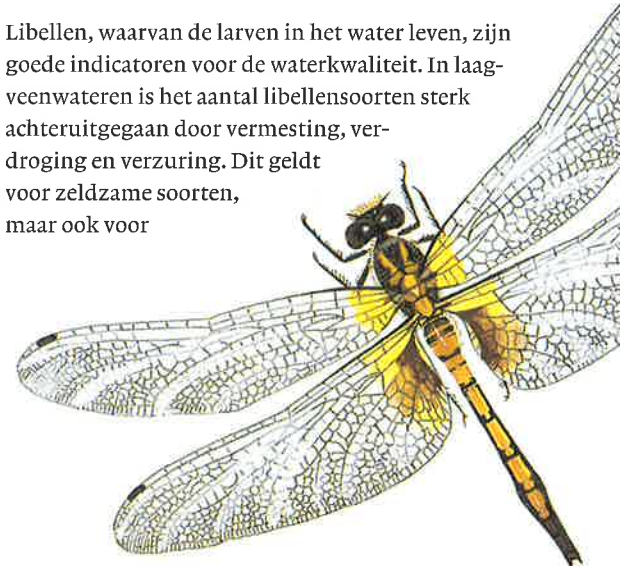 Libellen, waarvan de larven in het water leven, zijn
goede indicatoren voor de waterkwaliteit. In laag-
veenwateren is het aantal libellensoorten sterk
achteruitgegaan door vermesting, ver-
droging en verzuring. Dit geldt
voor zeldzame soorten,
maar ook voor